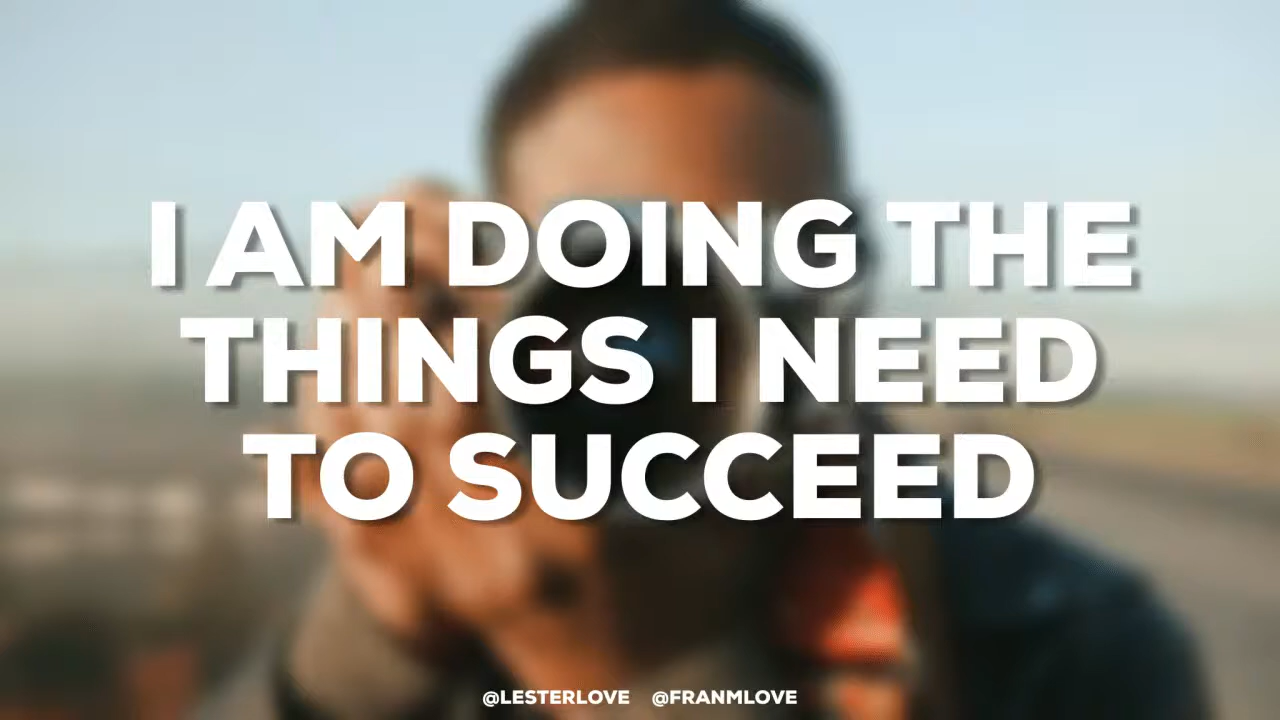 I AM DOING THE
THINGS I NEED
TO SUCCEED
@LESTERLOVE @FRANMLOVE